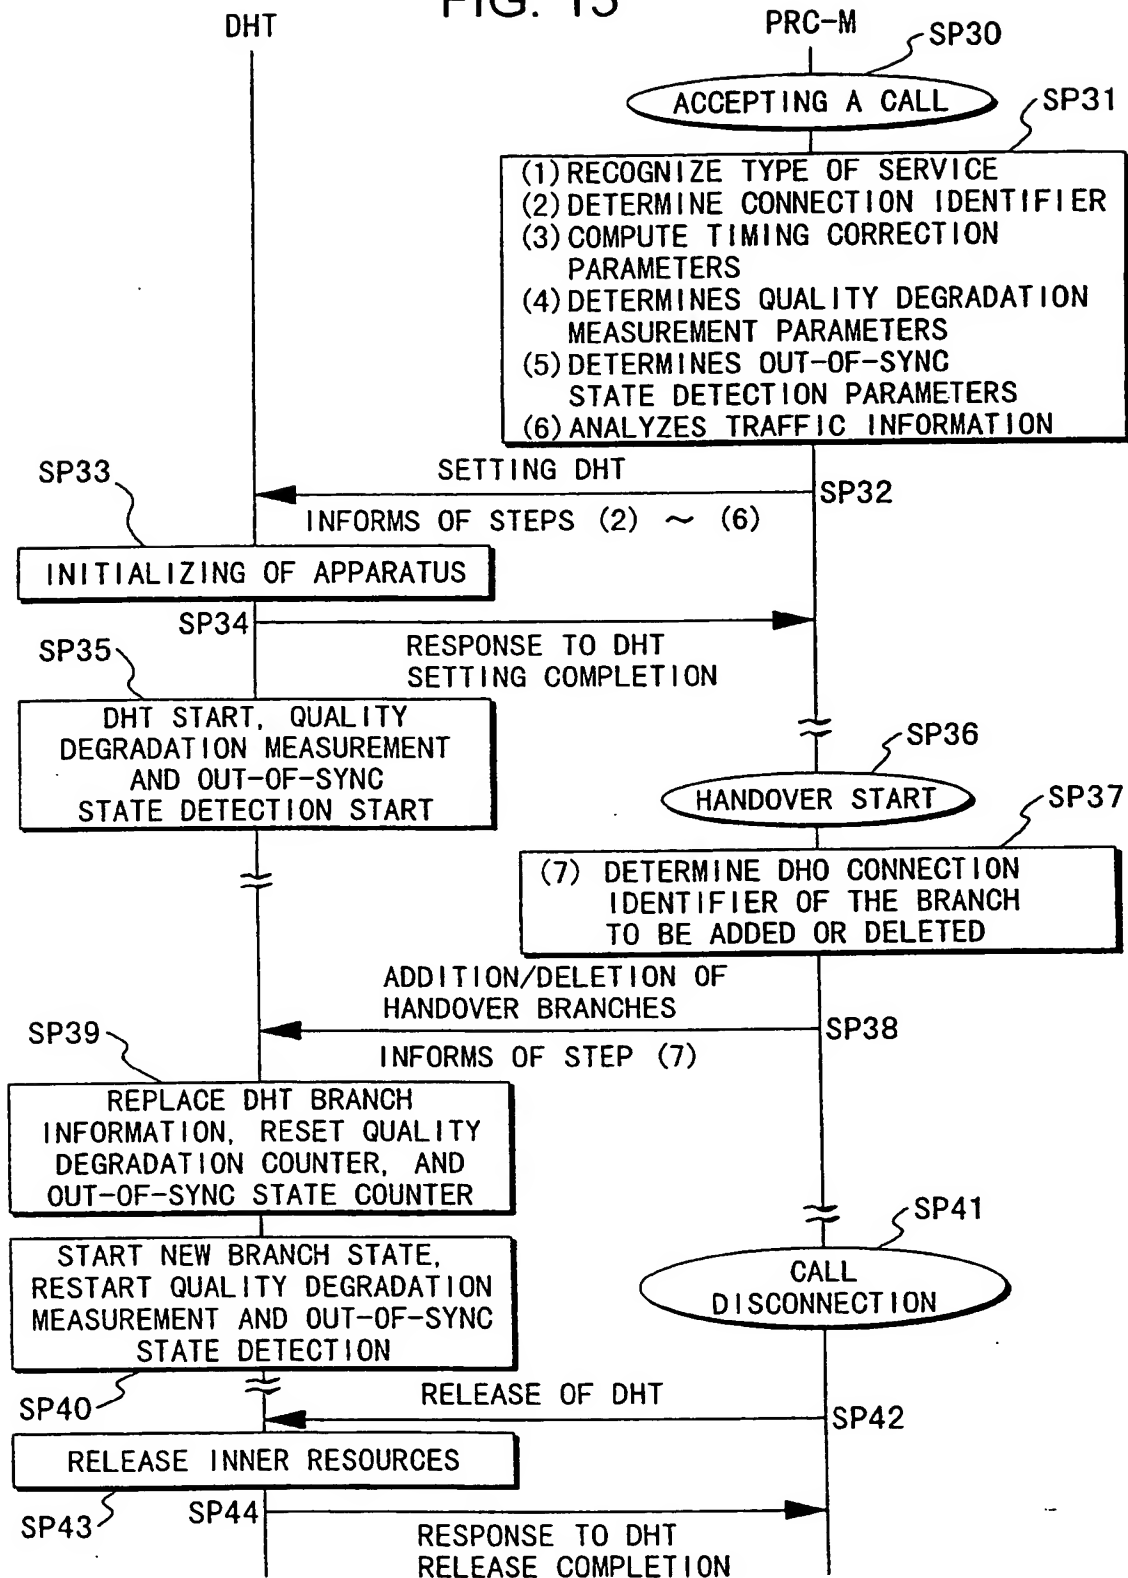 FIG. 15
DHT
PRC-M
SP30
ACCEPTING A CALL
SP31
(1) RECOGNIZE TYPE OF SERVICE
(2) DETERMINE CONNECTION IDENTIFIER
(3) COMPUTE TIMING CORRECTION
PARAMETERS
(4) DETERMINES QUALITY DEGRADATION
MEASUREMENT PARAMETERS
(5) DETERMINES OUT-OF-SYNC
STATE DETECTION PARAMETERS
(6) ANALYZES TRAFFIC INFORMATION
SP33
SETTING DHT
SP32
INFORMS OF STEPS (2) ~ (6)
INITIALIZING OF APPARATUS
SP34
RESPONSE TO DHT
SETTING COMPLETION
SP35
DHT START, QUALITY
DEGRADATION MEASUREMENT
AND OUT-OF-SYNC
STATE DETECTION START
SP36
HANDOVER START
SP37
(7) DETERMINE DHO CONNECTION
IDENTIFIER OF THE BRANCH
TO BE ADDED OR DELETED
ADDITION/DELETION OF
HANDOVER BRANCHES
SP38
INFORMS OF STEP (7)
SP39
REPLACE DHT BRANCH
INFORMATION, RESET QUALITY
DEGRADATION COUNTER, AND
OUT-OF-SYNC STATE COUNTER
SP41
CALL
DISCONNECTION
START NEW BRANCH STATE,
RESTART QUALITY DEGRADATION
MEASUREMENT AND OUT-OF-SYNC
STATE DETECTION
SP40
RELEASE OF DHT
SP42
RELEASE INNER RESOURCES
SP43
SP44
RESPONSE TO DHT
RELEASE COMPLETION